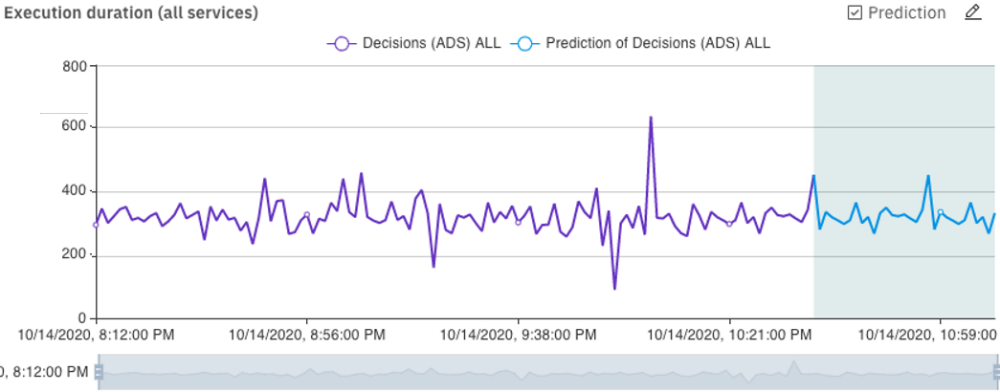 Execution duration (all services)
Prediction
Decisions (ADS) ALL
Prediction of Decisions (ADS) ALL
800
600
400
200
0
10/14/2020, 8:12:00 PM
10/14/2020, 8:56:00 PM
10/14/2020, 9:38:00 PM
10/14/2020, 10:21:00 PM
10/14/2020, 10:59:00
0, 8:12:00 PM